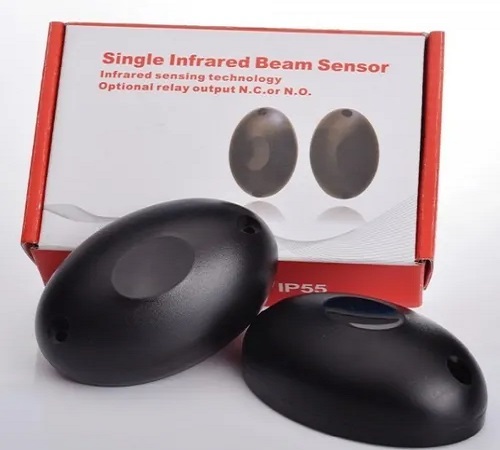 Single Infrared Beam Sensor
Infrared sensing technology
Optional relay output N.C.or N.O.
IP55